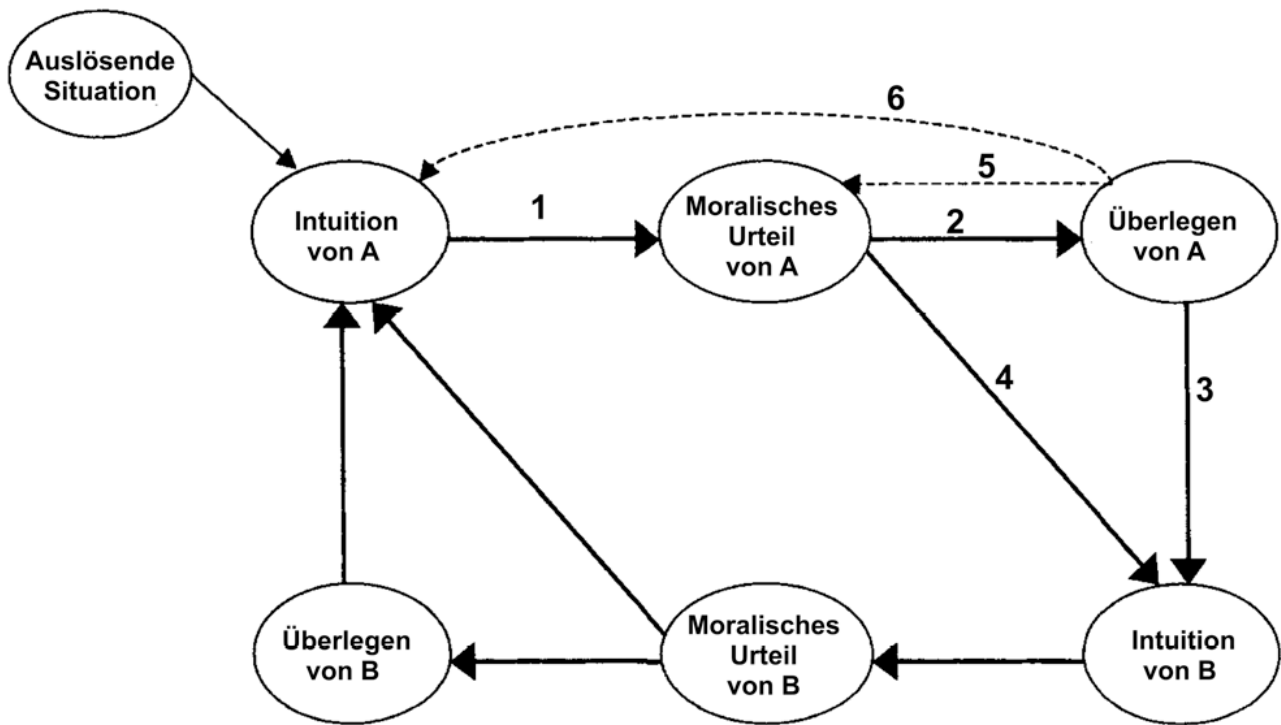 Auslösende
Situation
6
5
Intuition
von A
1
Moralisches
Urteil
von A
2
Überlegen
von A
4
3
Überlegen
von B
Moralisches
Urteil
von B
Intuition
von B